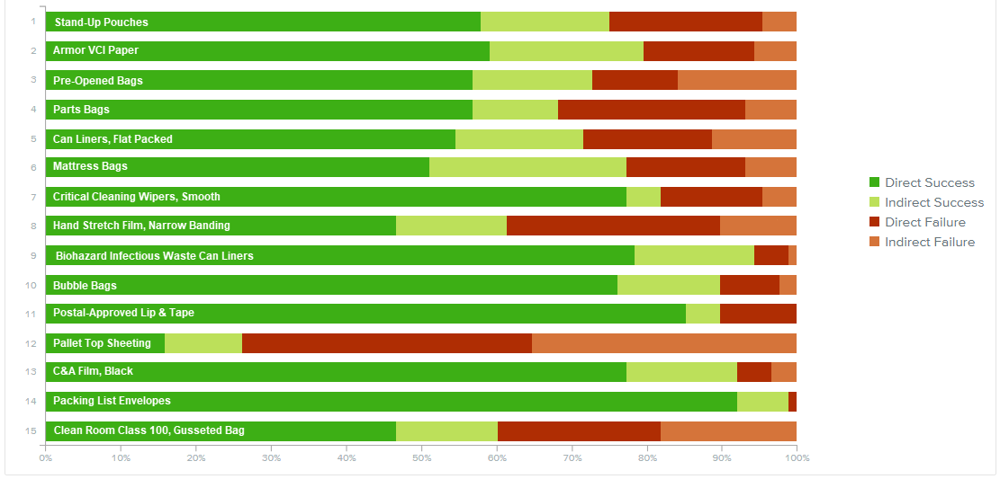 1 Stand-Up Pouches
2 Armor VCI Paper
3 Pre-Opened Bags
4 Parts Bags
5 Can Liners, Flat Packed
6 Mattress Bags
7 Critical Cleaning Wipers, Smooth
8 Hand Stretch Film, Narrow Banding
9 Biohazard Infectious Waste Can Liners
10 Bubble Bags
11 Postal-Approved Lip & Tape
12 Pallet Top Sheeting
13 C&A Film, Black
14 Packing List Envelopes
15 Clean Room Class 100, Gusseted Bag
0% 10% 20% 30% 40% 50% 60% 70% 80% 90% 100%
Direct Success
Indirect Success
Direct Failure
Indirect Failure